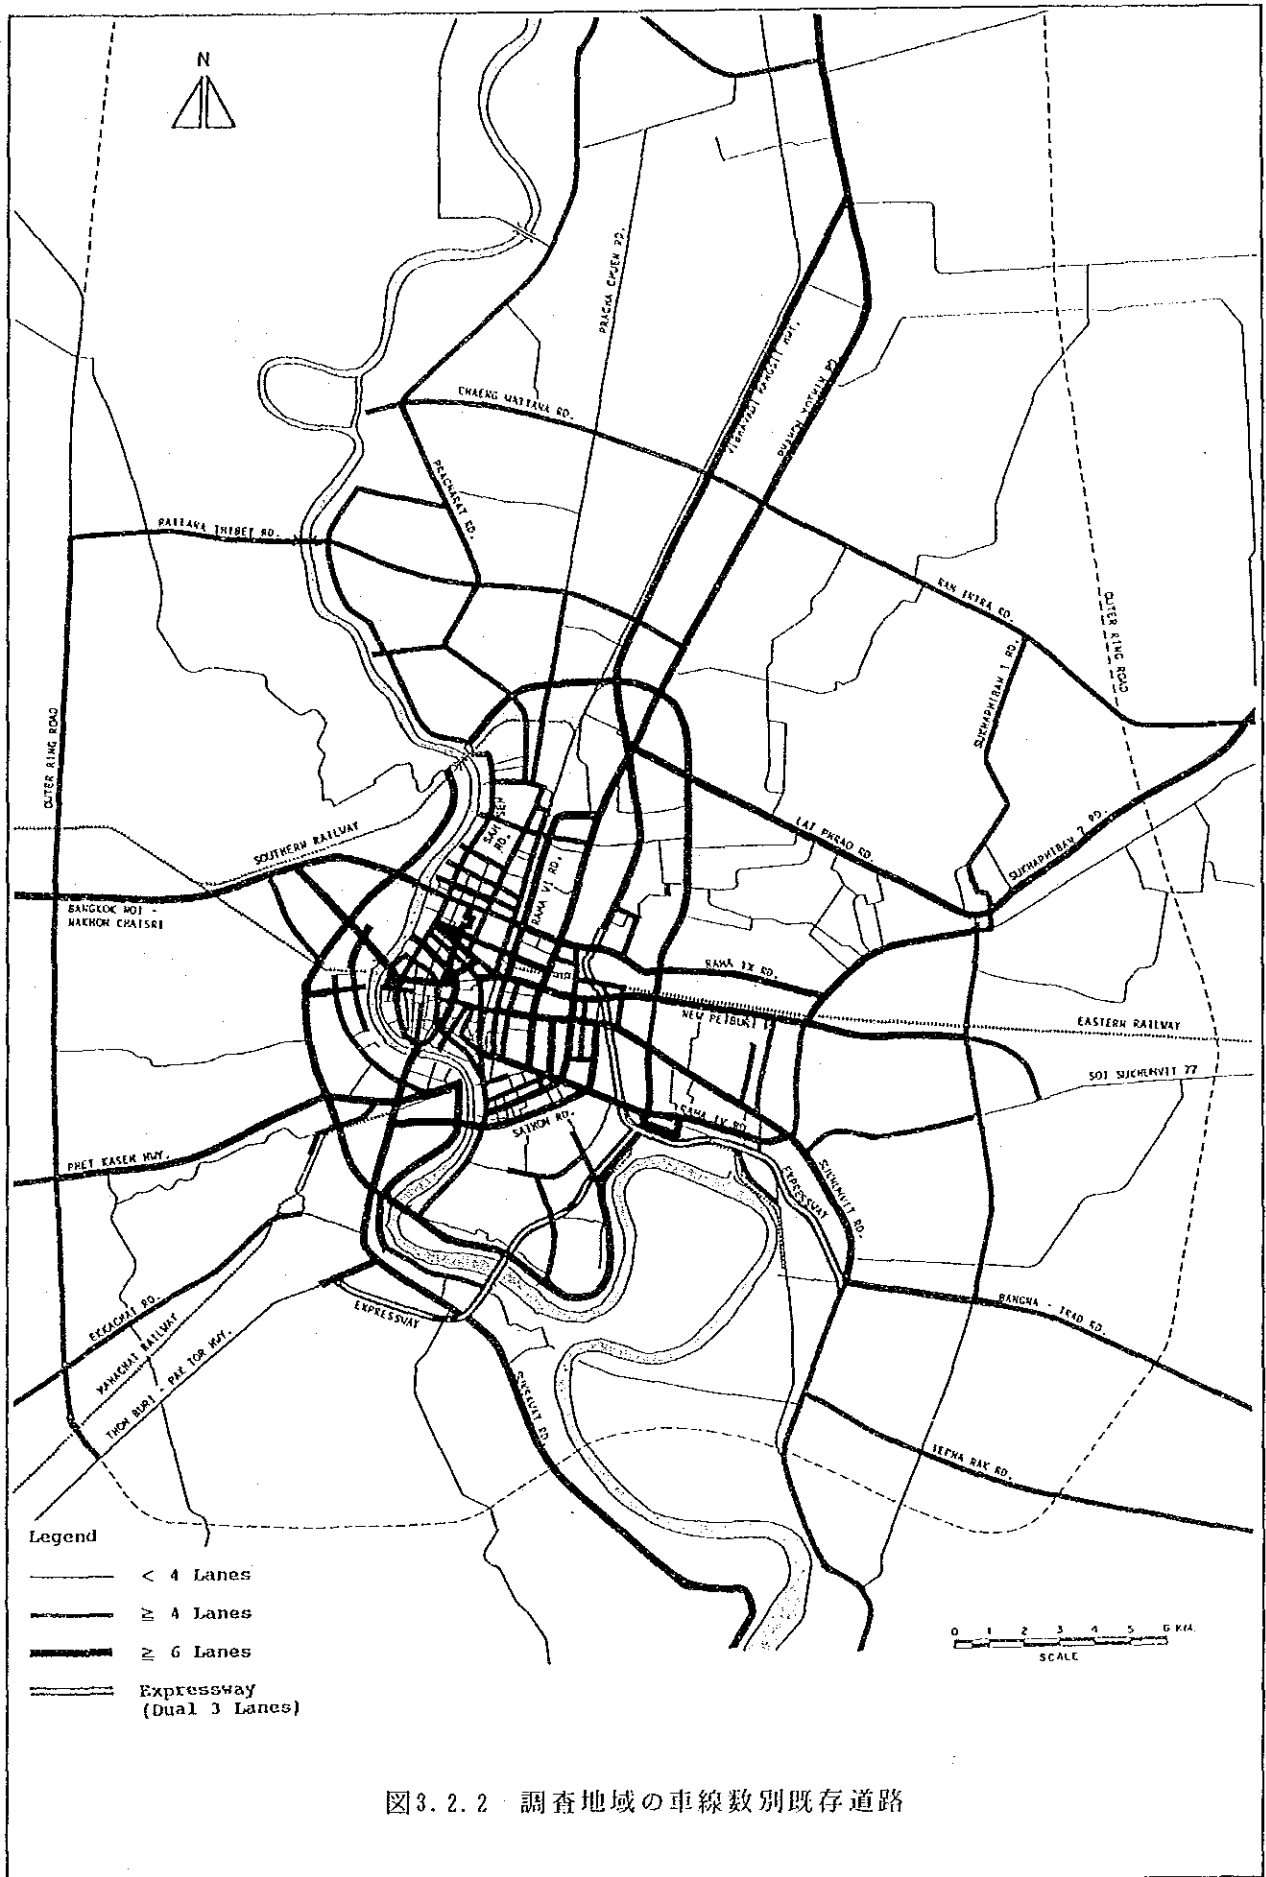 N
PRACHA CHUEN RD.
VIBHAVADI RANGSIT HWY.
PHAHON YOTHIN RD.
CHAENG WATTANA RD.
PRACHARAT RD.
RATTANA THIBET RD.
RAM INTRA RD.
OUTER RING ROAD
SUKHAPHIBAN 1 RD.
OUTER RING ROAD
SAM SEN RD.
RAMA VI RD.
LAT PHRAO RD.
SUKHAPHIBAN 2 RD.
SOUTHERN RAILWAY
BANGKOK NOI -
NAKHON CHAISRI
RAMA IX RD.
NEW PETBURI
EASTERN RAILWAY
SOI SUKHUMVIT 77
RAMA IV RD.
SATHON RD.
PHET KASEM HWY.
EXPRESSWAY
SUKHUMVIT RD.
EKKACHAI RD.
MAHACHAI RAILWAY
THON BURI - PAK TOR HWY.
EXPRESSWAY
BANGNA - TRAD RD.
SUKSAWAT RD.
TEPHA RAK RD.
Legend
< 4 Lanes
≧ 4 Lanes
≧ 6 Lanes
Expressway
(Dual 3 Lanes)
0 1 2 3 4 5 6 KM.
SCALE
図3.2.2 調査地域の車線数別既存道路